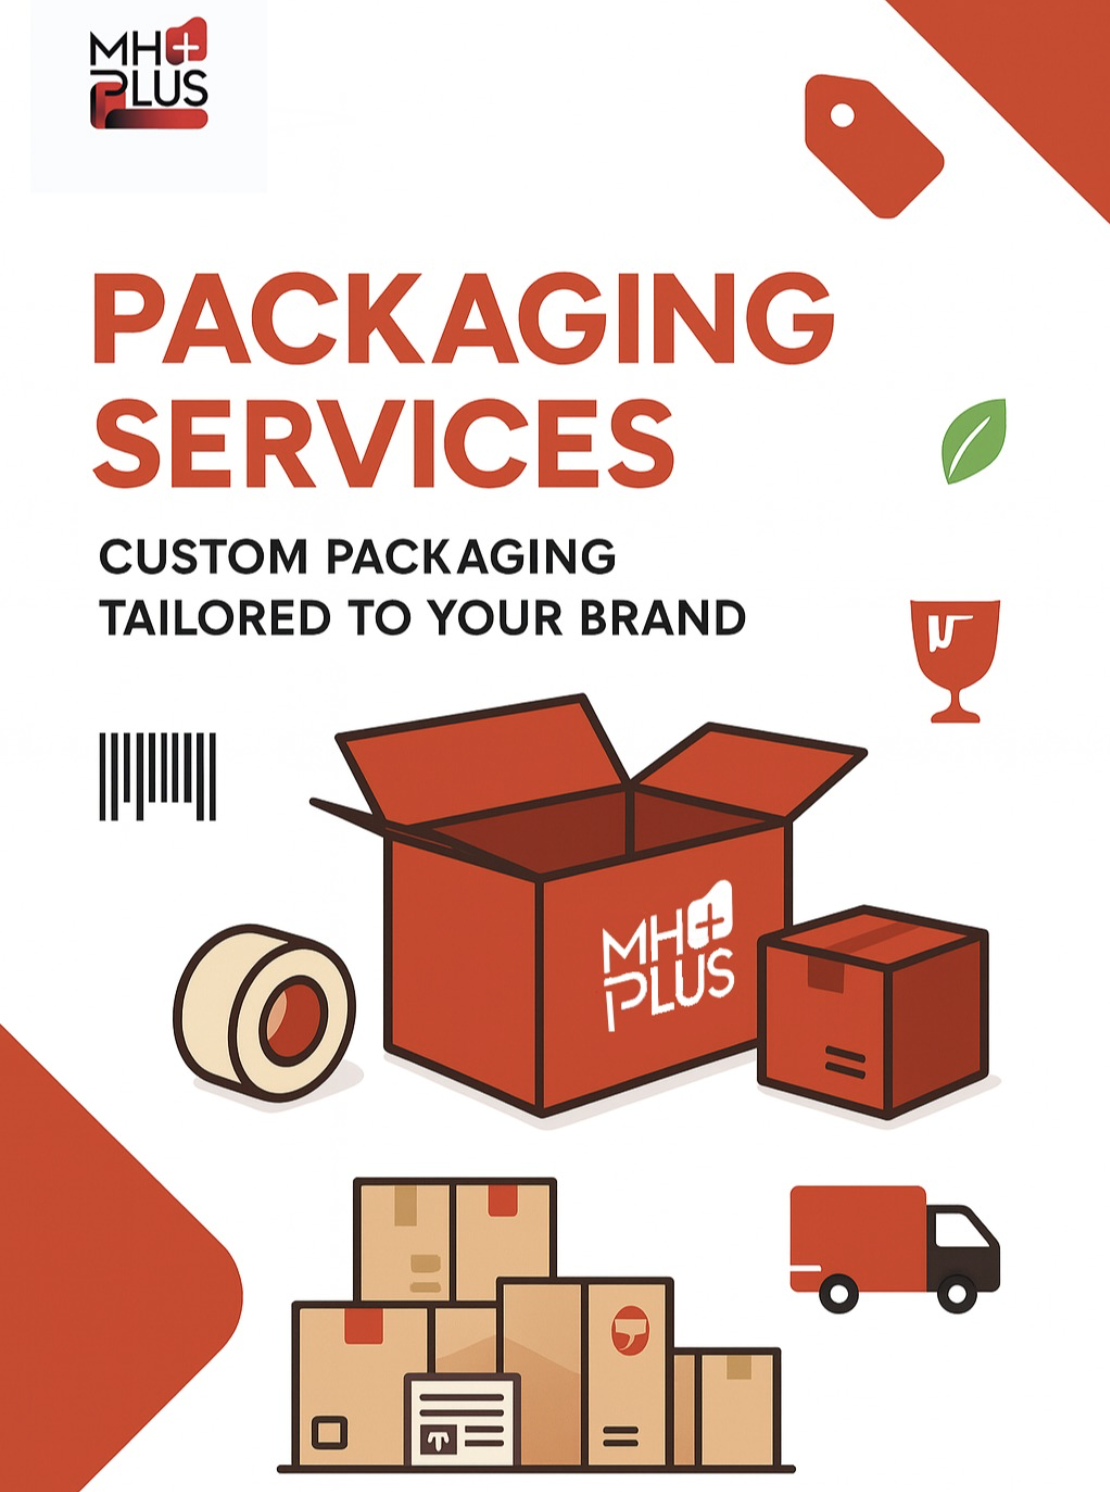 MH+
PLUS
PACKAGING
SERVICES
CUSTOM PACKAGING
TAILORED TO YOUR BRAND
MH+
PLUS